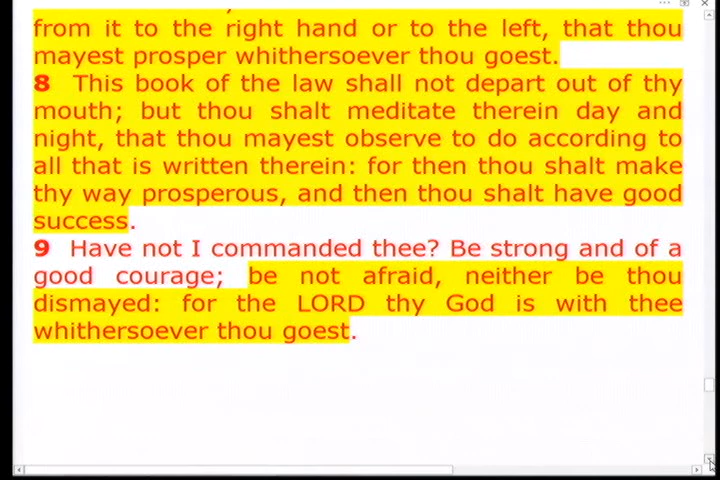 from it to the right hand or to the left, that thou
mayest prosper whithersoever thou goest.
8 This book of the law shall not depart out of thy
mouth; but thou shalt meditate therein day and
night, that thou mayest observe to do according to
all that is written therein: for then thou shalt make
thy way prosperous, and then thou shalt have good
success.
9 Have not I commanded thee? Be strong and of a
good courage; be not afraid, neither be thou
dismayed: for the LORD thy God is with thee
whithersoever thou goest.